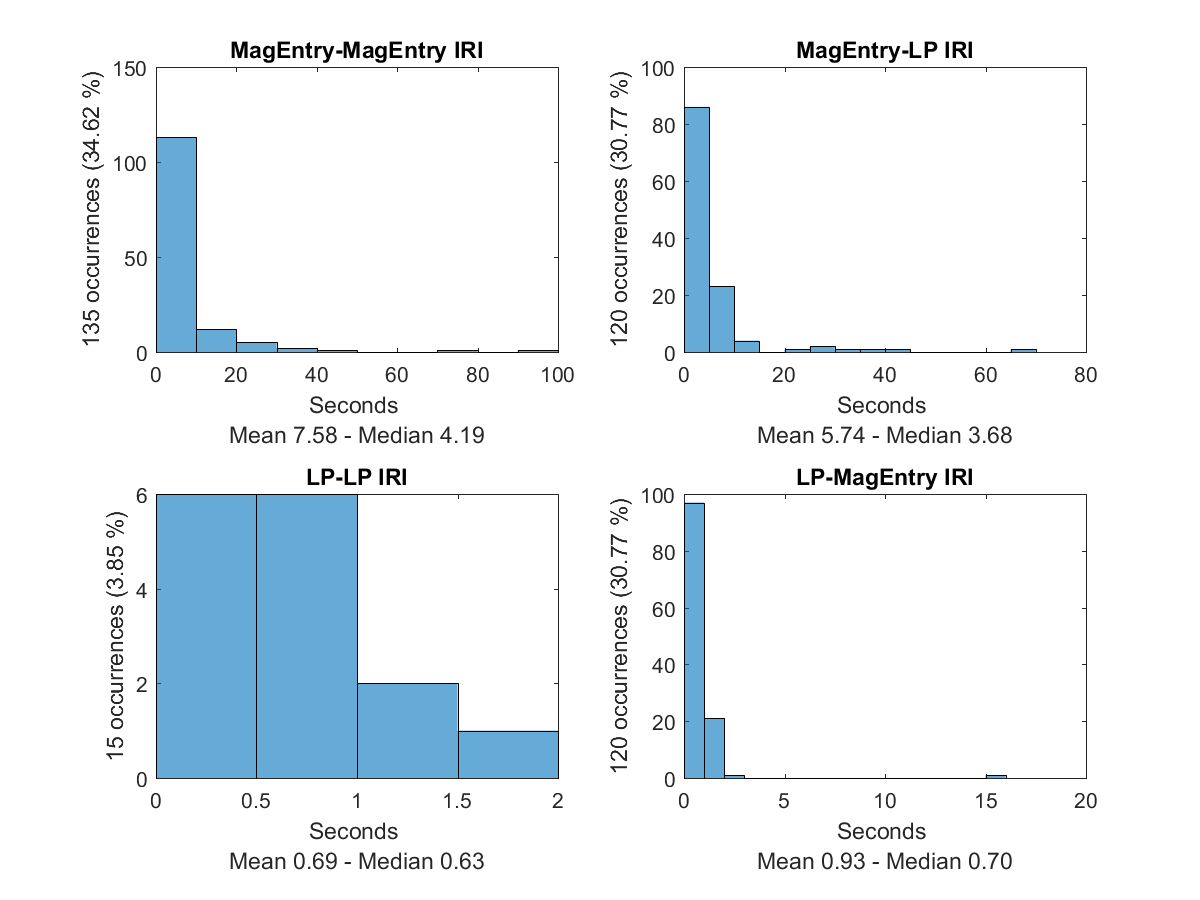 MagEntry-MagEntry IRI
135 occurrences (34.62 %)
150
100
50
0
0 20 40 60 80 100
Seconds
Mean 7.58 - Median 4.19
MagEntry-LP IRI
120 occurrences (30.77 %)
100
80
60
40
20
0
0 20 40 60 80
Seconds
Mean 5.74 - Median 3.68
LP-LP IRI
15 occurrences (3.85 %)
6
4
2
0
0 0.5 1 1.5 2
Seconds
Mean 0.69 - Median 0.63
LP-MagEntry IRI
120 occurrences (30.77 %)
100
80
60
40
20
0
0 5 10 15 20
Seconds
Mean 0.93 - Median 0.70